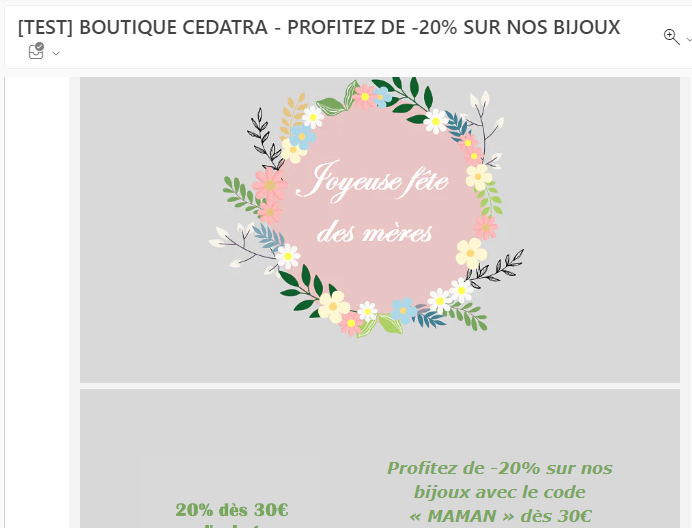 [TEST] BOUTIQUE CEDATRA - PROFITEZ DE -20% SUR NOS BIJOUX
Joyeuse fête
des mères
20% dès 30€
Profitez de -20% sur nos
bijoux avec le code
« MAMAN » dès 30€